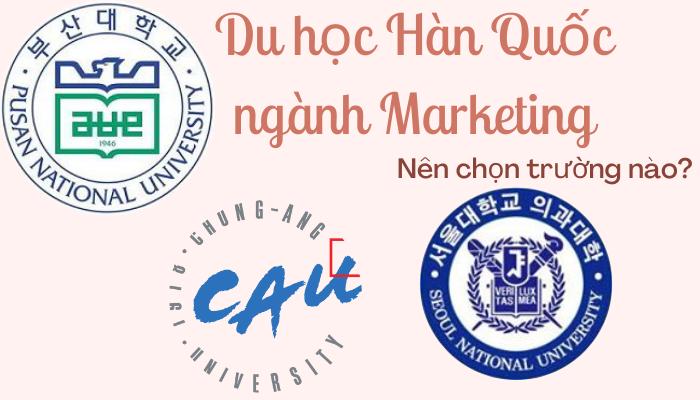 부산대학교
PUSAN NATIONAL UNIVERSITY
1946
Du học Hàn Quốc
ngành Marketing
Nên chọn trường nào?
CHUNG-ANG
CAU
1918
UNIVERSITY
서울대학교 의과대학
VERI LUX
TAS MEA
SEOUL NATIONAL UNIVERSITY